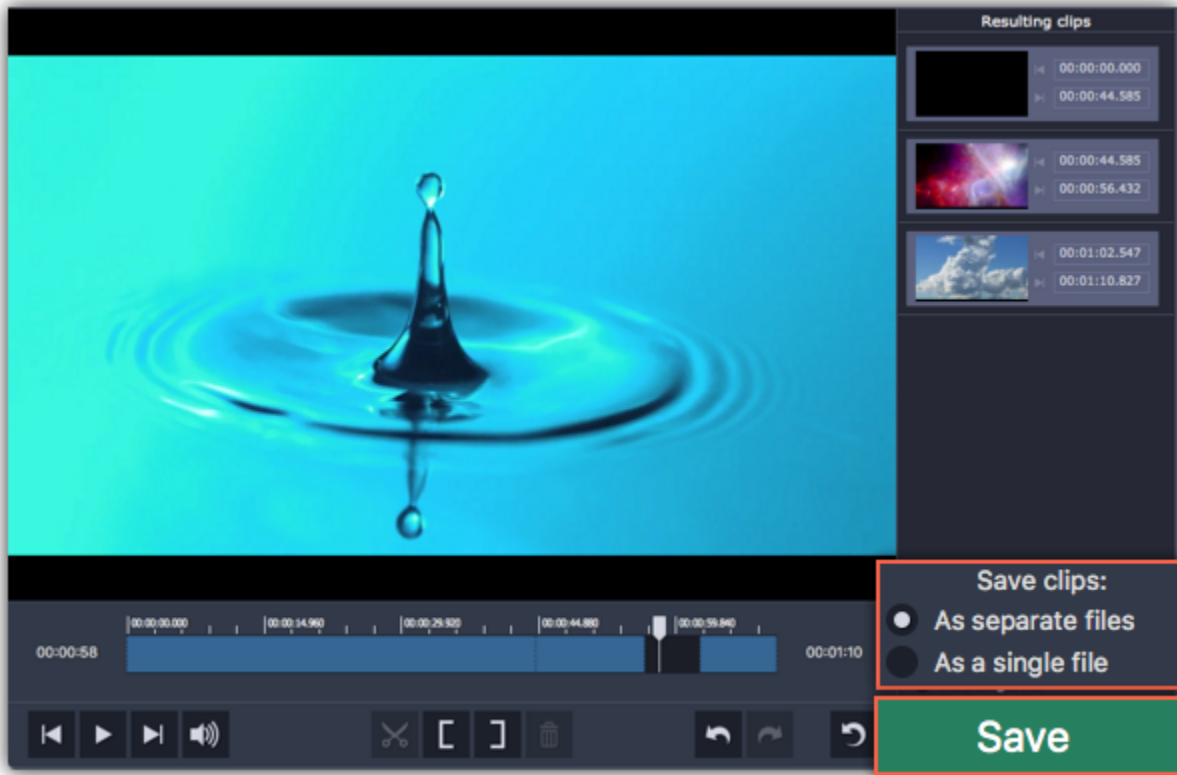 Resulting clips
00:00:00.000
00:00:44.585
00:00:44.585
00:00:56.432
00:01:02.547
00:01:10.827
Save clips:
As separate files
As a single file
00:00:00.000 00:00:14.960 00:00:29.920 00:00:44.880 00:00:59.840
00:00:58 00:01:10
Save